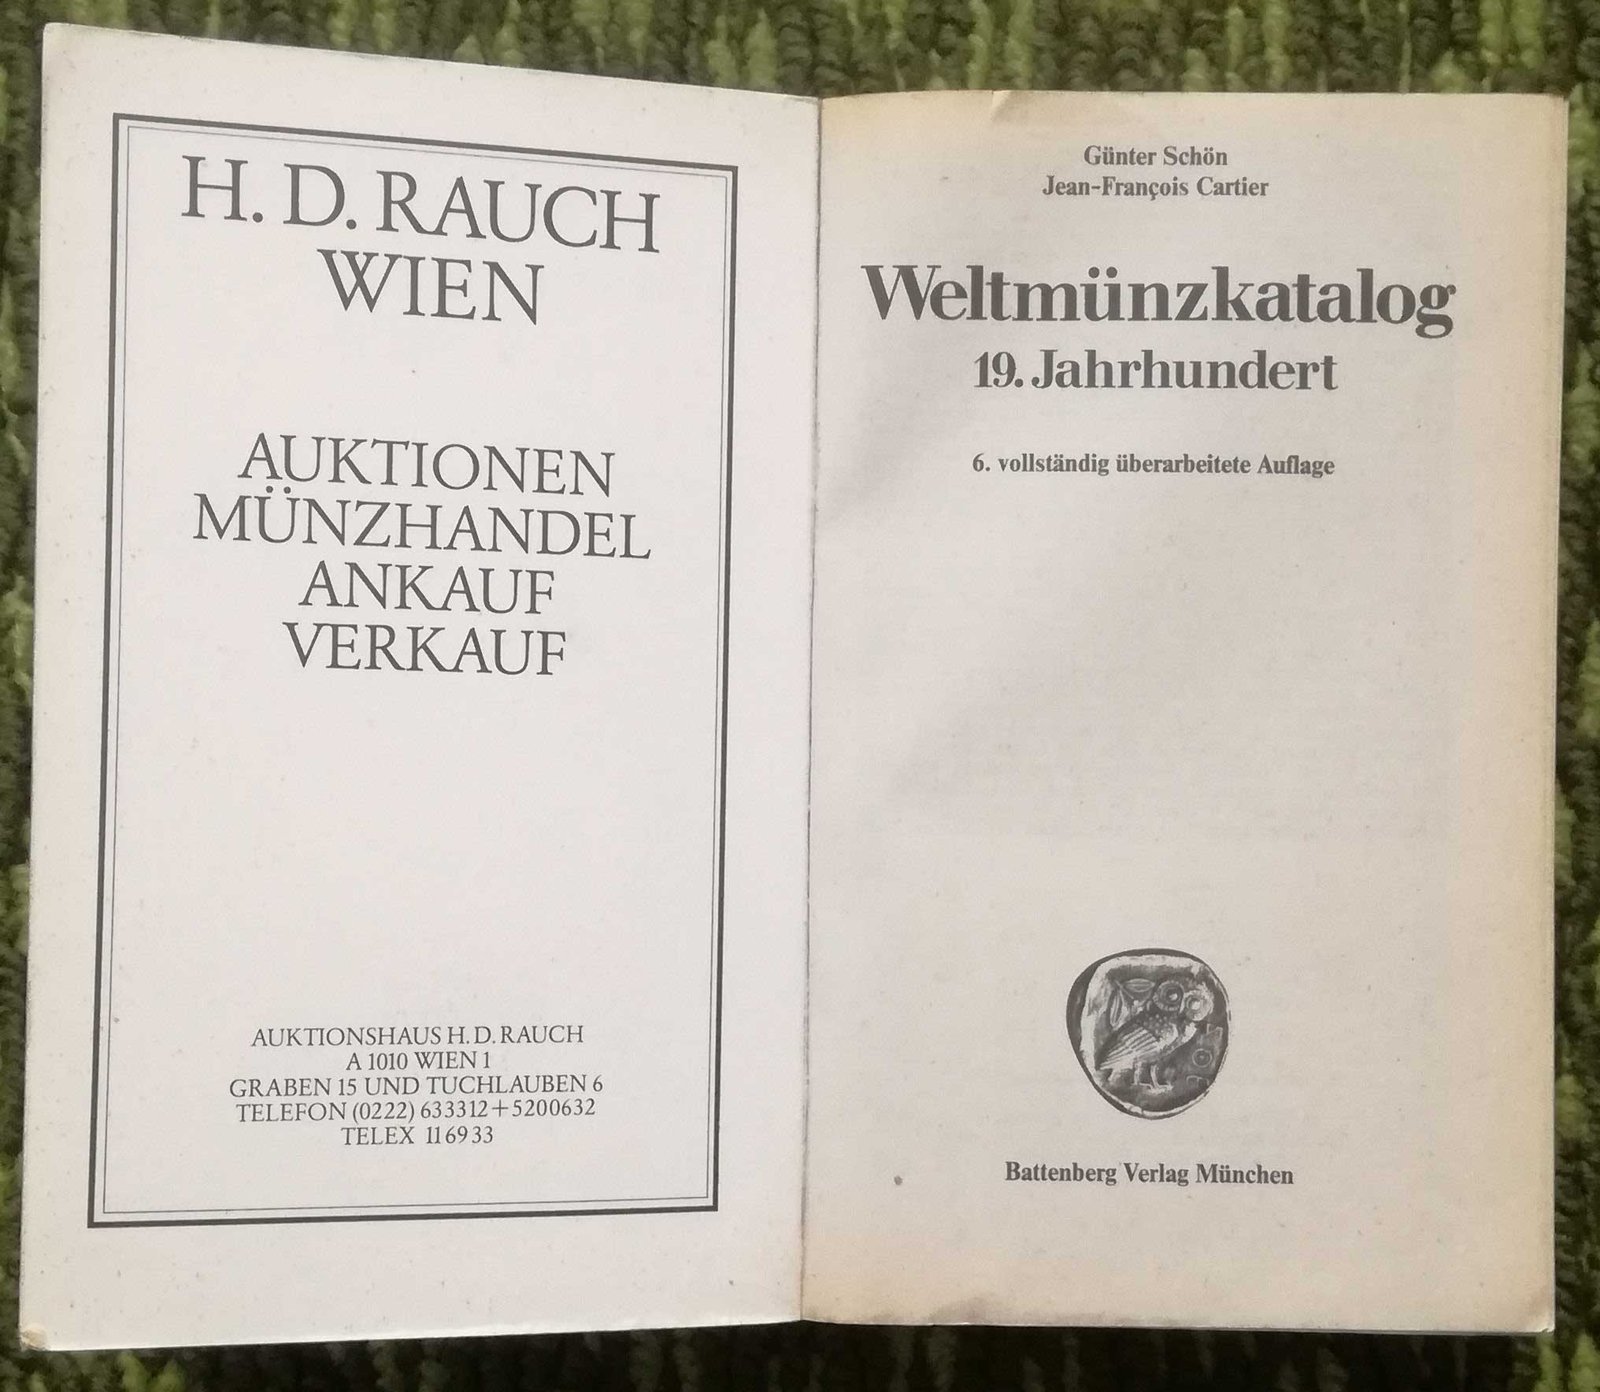 H. D. RAUCH
WIEN
AUKTIONEN
MÜNZHANDEL
ANKAUF
VERKAUF
AUKTIONSHAUS H. D. RAUCH
A 1010 WIEN 1
GRABEN 15 UND TUCHLAUBEN 6
TELEFON (0222) 633312+5200632
TELEX 116933
Günter Schön
Jean-François Cartier
Weltmünzkatalog
19. Jahrhundert
6. vollständig überarbeitete Auflage
Battenberg Verlag München